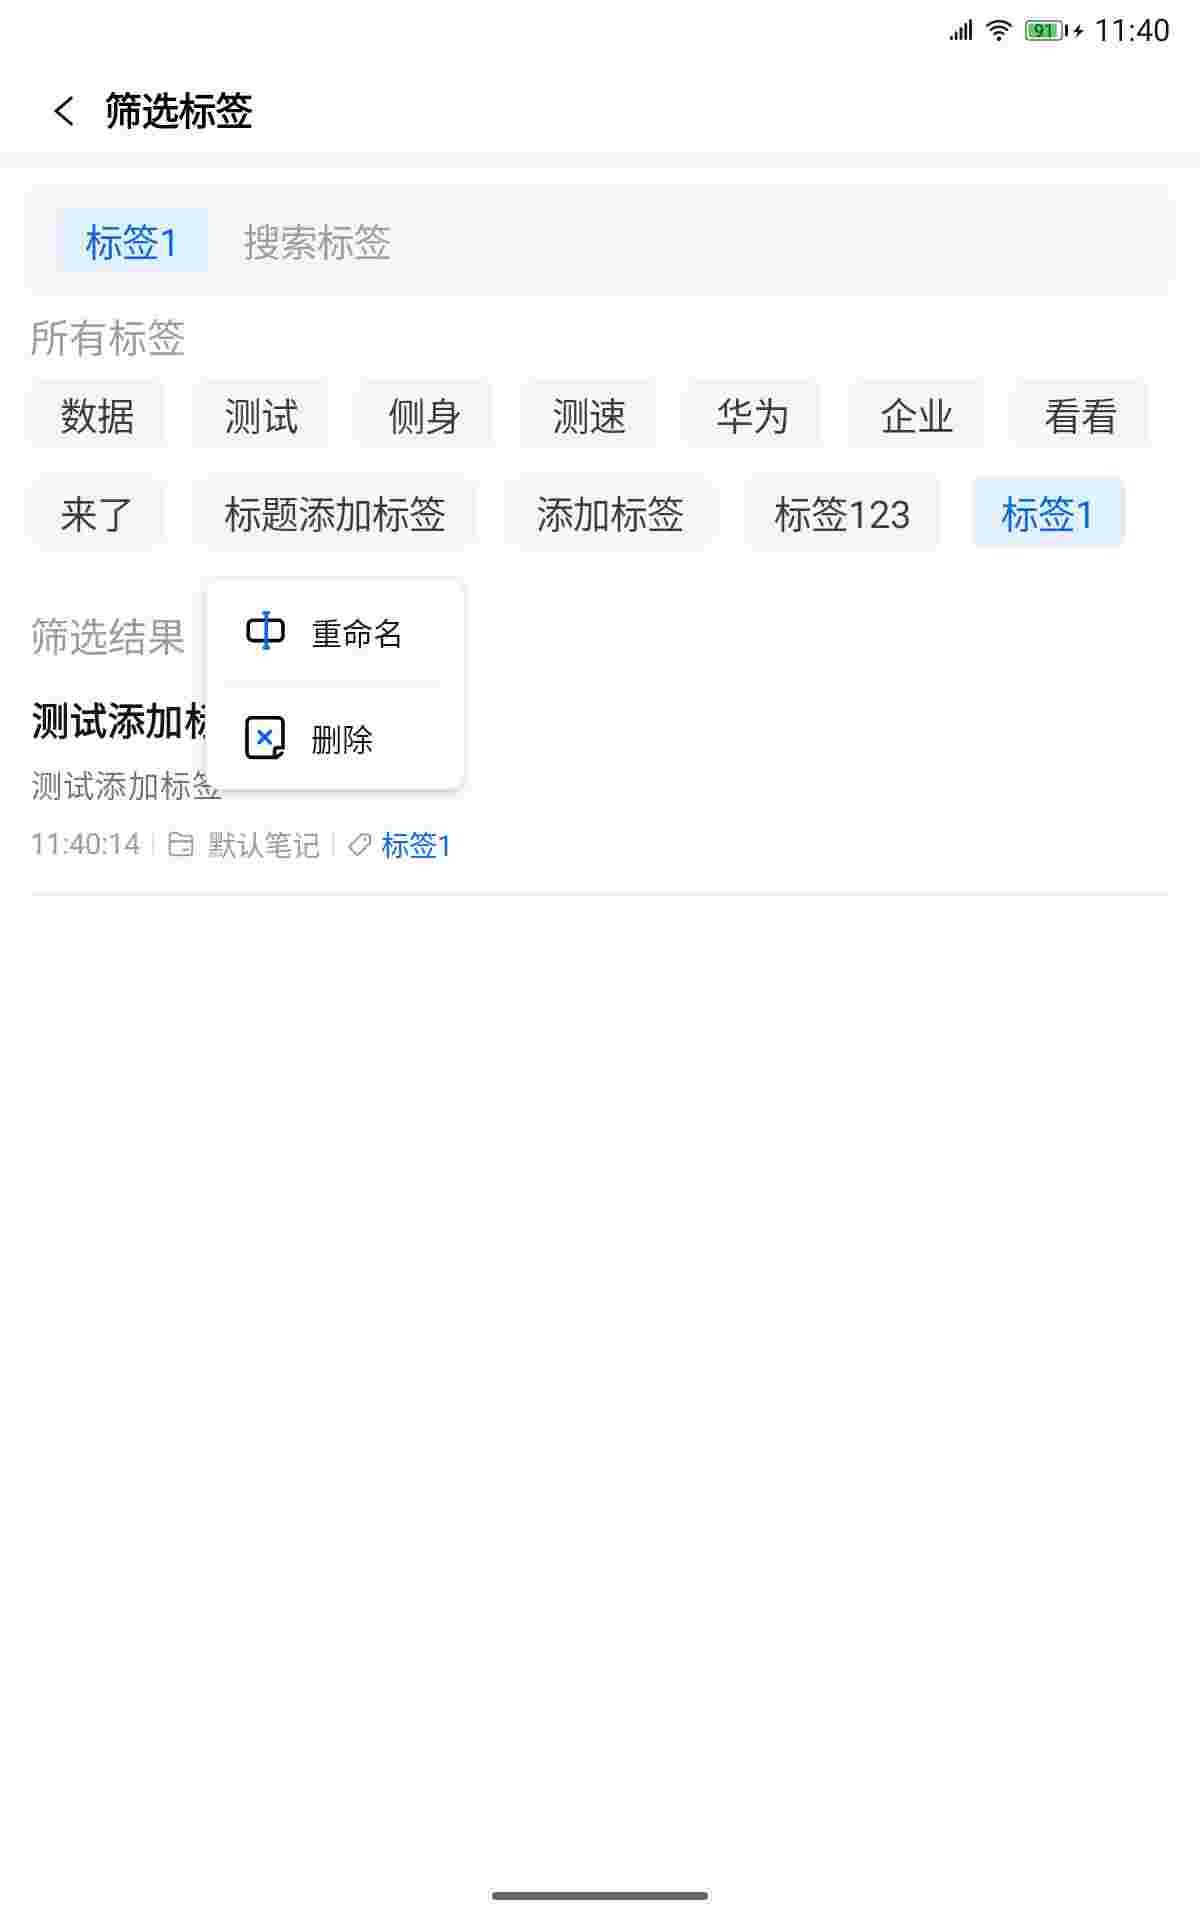 91 11:40
筛选标签
标签1 搜索标签
所有标签
数据 测试 侧身 测速 华为 企业 看看
来了 标题添加标签 添加标签 标签123 标签1
筛选结果
重命名
测试添加标
删除
测试添加标签
11:40:14 默认笔记 标签1